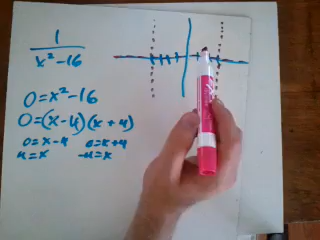 1
x² - 16
0 = x² - 16
0 = (x - 4)(x + 4)
0 = x - 4 0 = x + 4
4 = x -4 = x